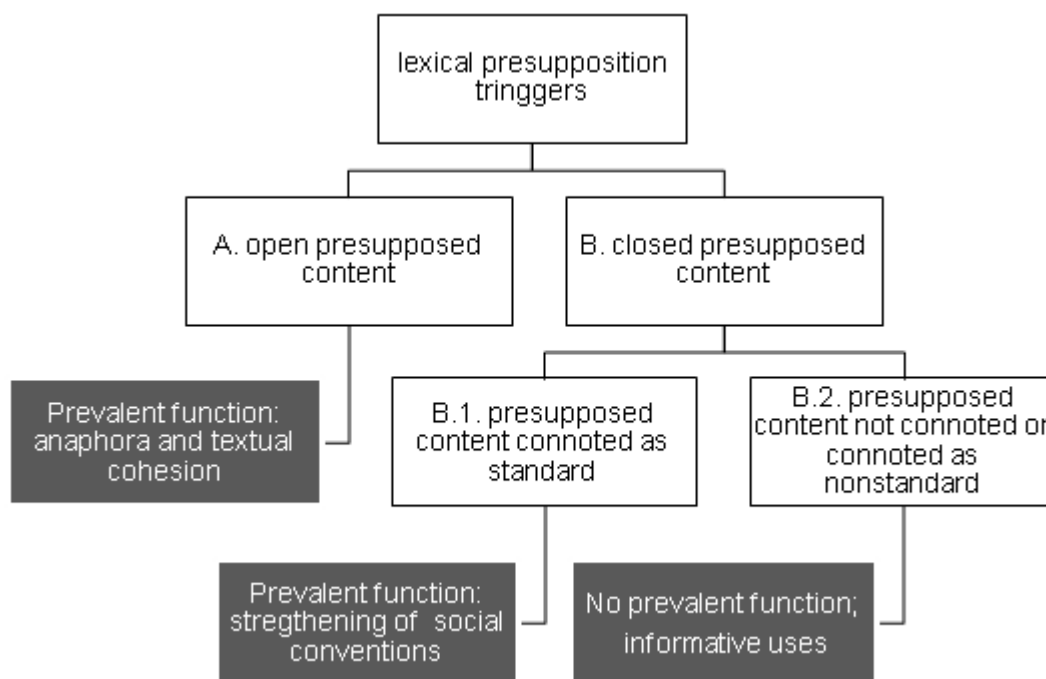 lexical presupposition
tringgers
A. open presupposed
content
B. closed presupposed
content
Prevalent function:
anaphora and textual
cohesion
B.1. presupposed
content connoted as
standard
B.2. presupposed
content not connoted or
connoted as
nonstandard
Prevalent function:
stregthening of social
conventions
No prevalent function;
informative uses